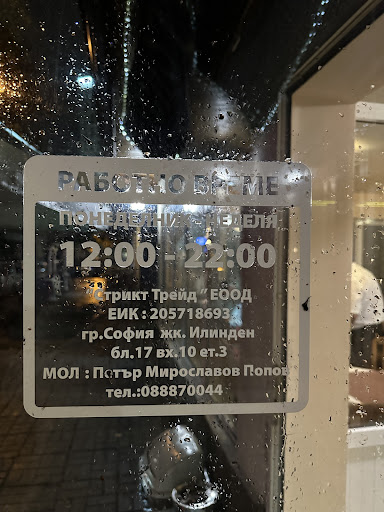 РАБОТНО ВРЕМЕ
ПОНЕДЕЛНИК - НЕДЕЛЯ
12:00 - 22:00
Стрикт Трейд " ЕООД
ЕИК : 205718693
гр.София жк. Илинден
бл.17 вх.10 ет.3
МОЛ : Петър Мирославов Попов
тел.:088870044